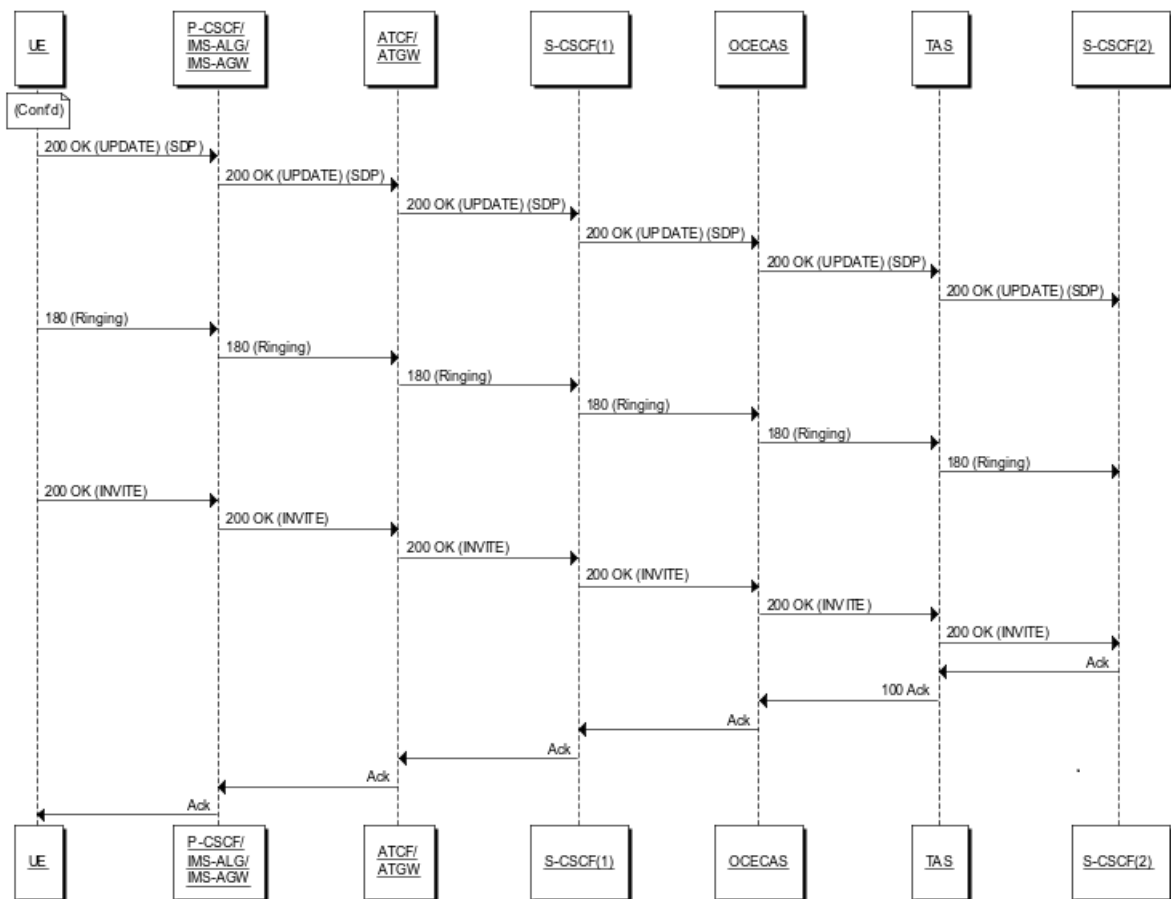 UE
P-CSCF/
IMS-ALG/
IMS-AGW
ATCF/
ATGW
S-CSCF(1)
OCECAS
TAS
S-CSCF(2)
(Cont'd)
200 OK (UPDATE) (SDP)
200 OK (UPDATE) (SDP)
200 OK (UPDATE) (SDP)
200 OK (UPDATE) (SDP)
200 OK (UPDATE) (SDP)
200 OK (UPDATE) (SDP)
180 (Ringing)
180 (Ringing)
180 (Ringing)
180 (Ringing)
180 (Ringing)
180 (Ringing)
200 OK (INVITE)
200 OK (INVITE)
200 OK (INVITE)
200 OK (INVITE)
200 OK (INVITE)
200 OK (INVITE)
Ack
100 Ack
Ack
Ack
Ack
Ack
UE
P-CSCF/
IMS-ALG/
IMS-AGW
ATCF/
ATGW
S-CSCF(1)
OCECAS
TAS
S-CSCF(2)